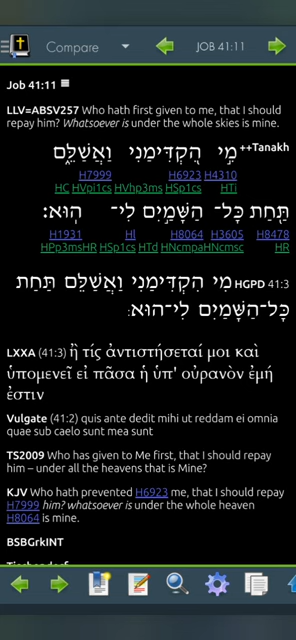 Compare
JOB 41:11
Job 41:11
LLV=ABSV257 Who hath first given to me, that I should
repay him? Whatsoever is under the whole skies is mine.
++Tanakh מִ֣י הִ֭קְדִּימַנִי וַאֲשַׁלֵּ֑ם
H7999 H6923 H4310
HC HVpi1cs HVhp3ms HSp1cs HTi
תַּ֖חַת כָּל־ הַשָּׁמַ֣יִם לִי־ הֽוּא׃
H1931 Hl H8064 H3605 H8478
HPp3msHR HSp1cs HTd HNcmpaHNcmsc HR
HGPD 41:3 מִי הִקְדִּימַנִי וַאֲשַׁלֵּם תַּחַת
כָּל־הַשָּׁמַיִם לִי־הוּא׃
LXXA (41:3) ἢ τίς ἀντιστήσεταί μοι καὶ
ὑπομενεῖ εἰ πᾶσα ἡ ὑπ' οὐρανὸν ἐμή
ἐστιν
Vulgate (41:2) quis ante dedit mihi ut reddam ei omnia
quae sub caelo sunt mea sunt
TS2009 Who has given to Me first, that I should repay
him – under all the heavens that is Mine?
KJV Who hath prevented H6923 me, that I should repay
H7999 him? whatsoever is under the whole heaven
H8064 is mine.
BSBGrkINT